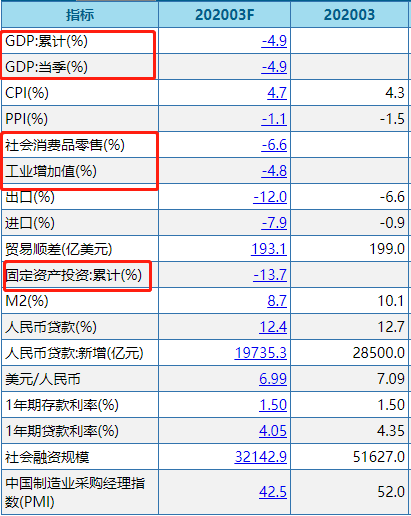 指标 202003F 202003
GDP:累计(%) -4.9
GDP:当季(%) -4.9
CPI(%) 4.7 4.3
PPI(%) -1.1 -1.5
社会消费品零售(%) -6.6
工业增加值(%) -4.8
出口(%) -12.0 -6.6
进口(%) -7.9 -0.9
贸易顺差(亿美元) 193.1 199.0
固定资产投资:累计(%) -13.7
M2(%) 8.7 10.1
人民币贷款(%) 12.4 12.7
人民币贷款:新增(亿元) 19735.3 28500.0
美元/人民币 6.99 7.09
1年期存款利率(%) 1.50 1.50
1年期贷款利率(%) 4.05 4.35
社会融资规模 32142.9 51627.0
中国制造业采购经理指
数(PMI) 42.5 52.0